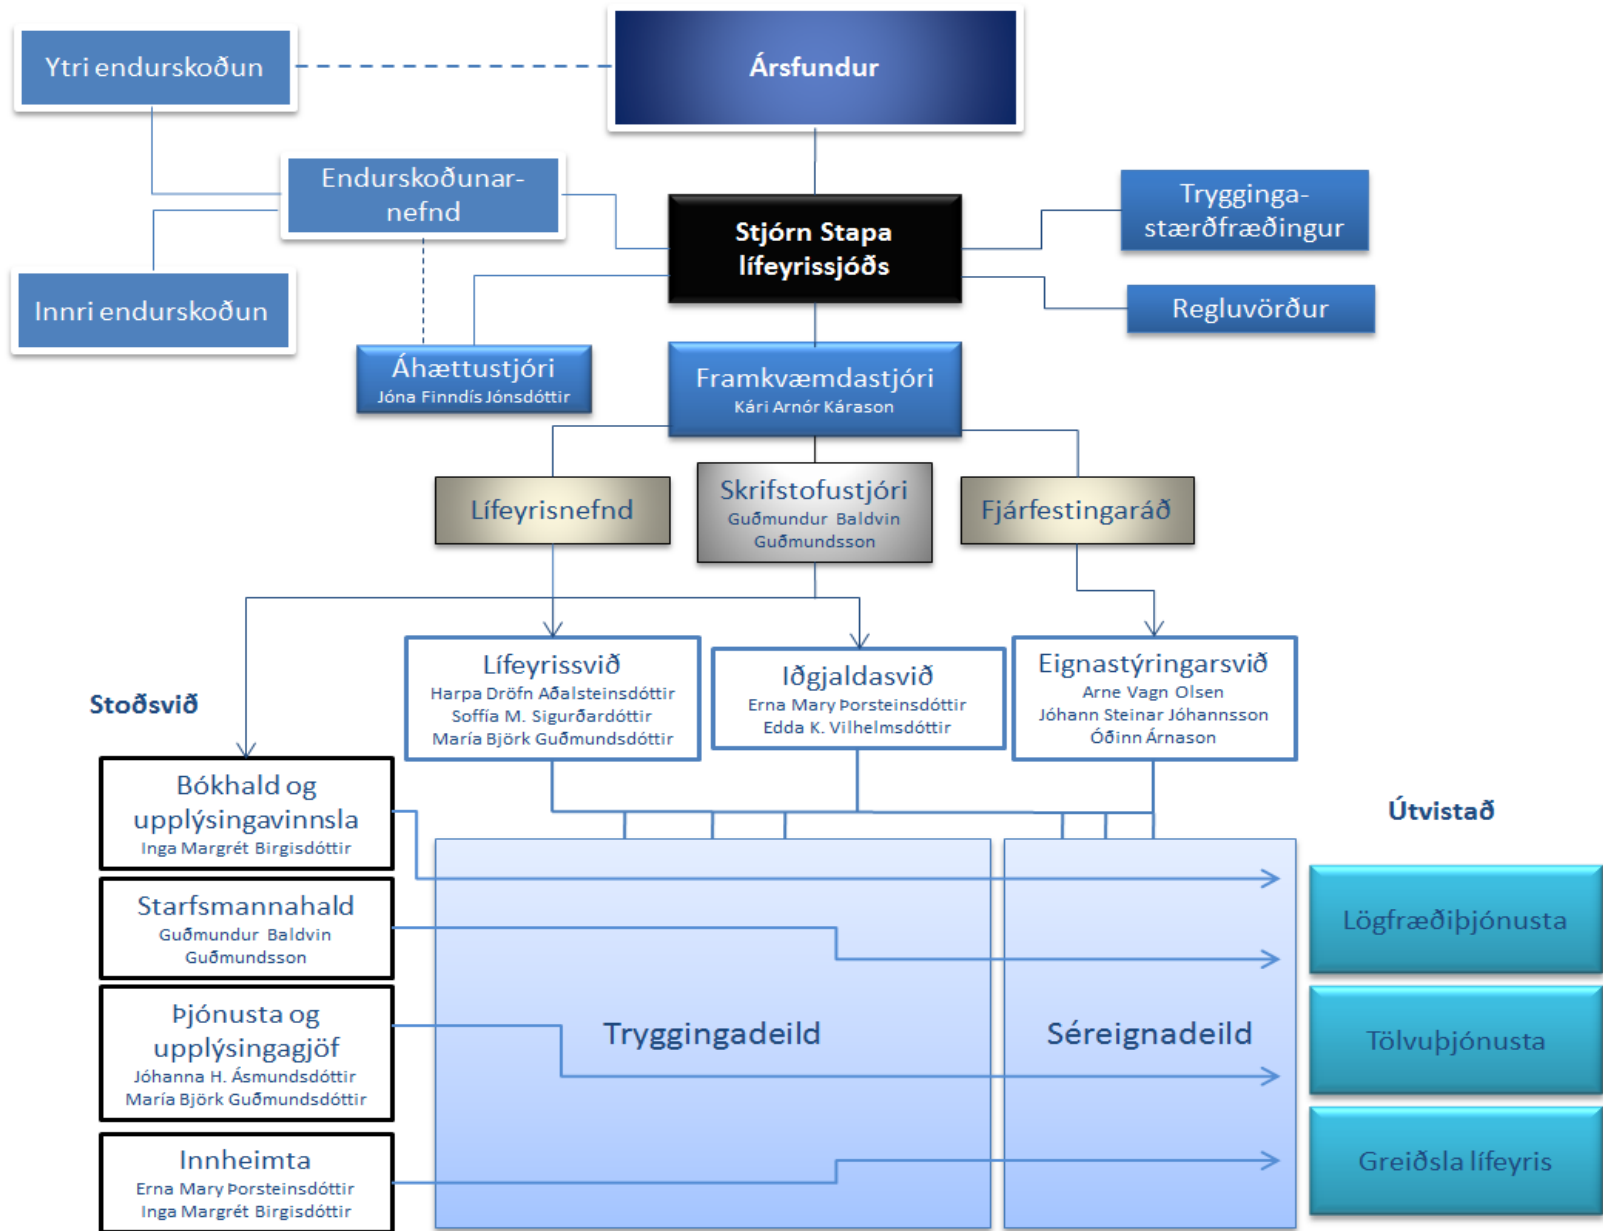 Ytri endurskoðun
Ársfundur
Endurskoðunar-
nefnd
Stjórn Stapa
lífeyrissjóðs
Trygginga-
stærðfræðingur
Innri endurskoðun
Regluvörður
Áhættustjóri
Jóna Finndís Jónsdóttir
Framkvæmdastjóri
Kári Arnór Kárason
Lífeyrisnefnd
Skrifstofustjóri
Guðmundur Baldvin
Guðmundsson
Fjárfestingaráð
Stoðsvið
Lífeyrissvið
Harpa Dröfn Aðalsteinsdóttir
Soffía M. Sigurðardóttir
María Björk Guðmundsdóttir
Iðgjaldasvið
Erna Mary Þorsteinsdóttir
Edda K. Vilhelmsdóttir
Eignastýringarsvið
Arne Vagn Olsen
Jóhann Steinar Jóhannsson
Óðinn Árnason
Bókhald og
upplýsingavinnsla
Inga Margrét Birgisdóttir
Útvistað
Starfsmannahald
Guðmundur Baldvin
Guðmundsson
Lögfræðiþjónusta
Þjónusta og
upplýsingagjöf
Jóhanna H. Ásmundsdóttir
María Björk Guðmundsdóttir
Tryggingadeild
Séreignadeild
Tölvuþjónusta
Innheimta
Erna Mary Þorsteinsdóttir
Inga Margrét Birgisdóttir
Greiðsla lífeyris